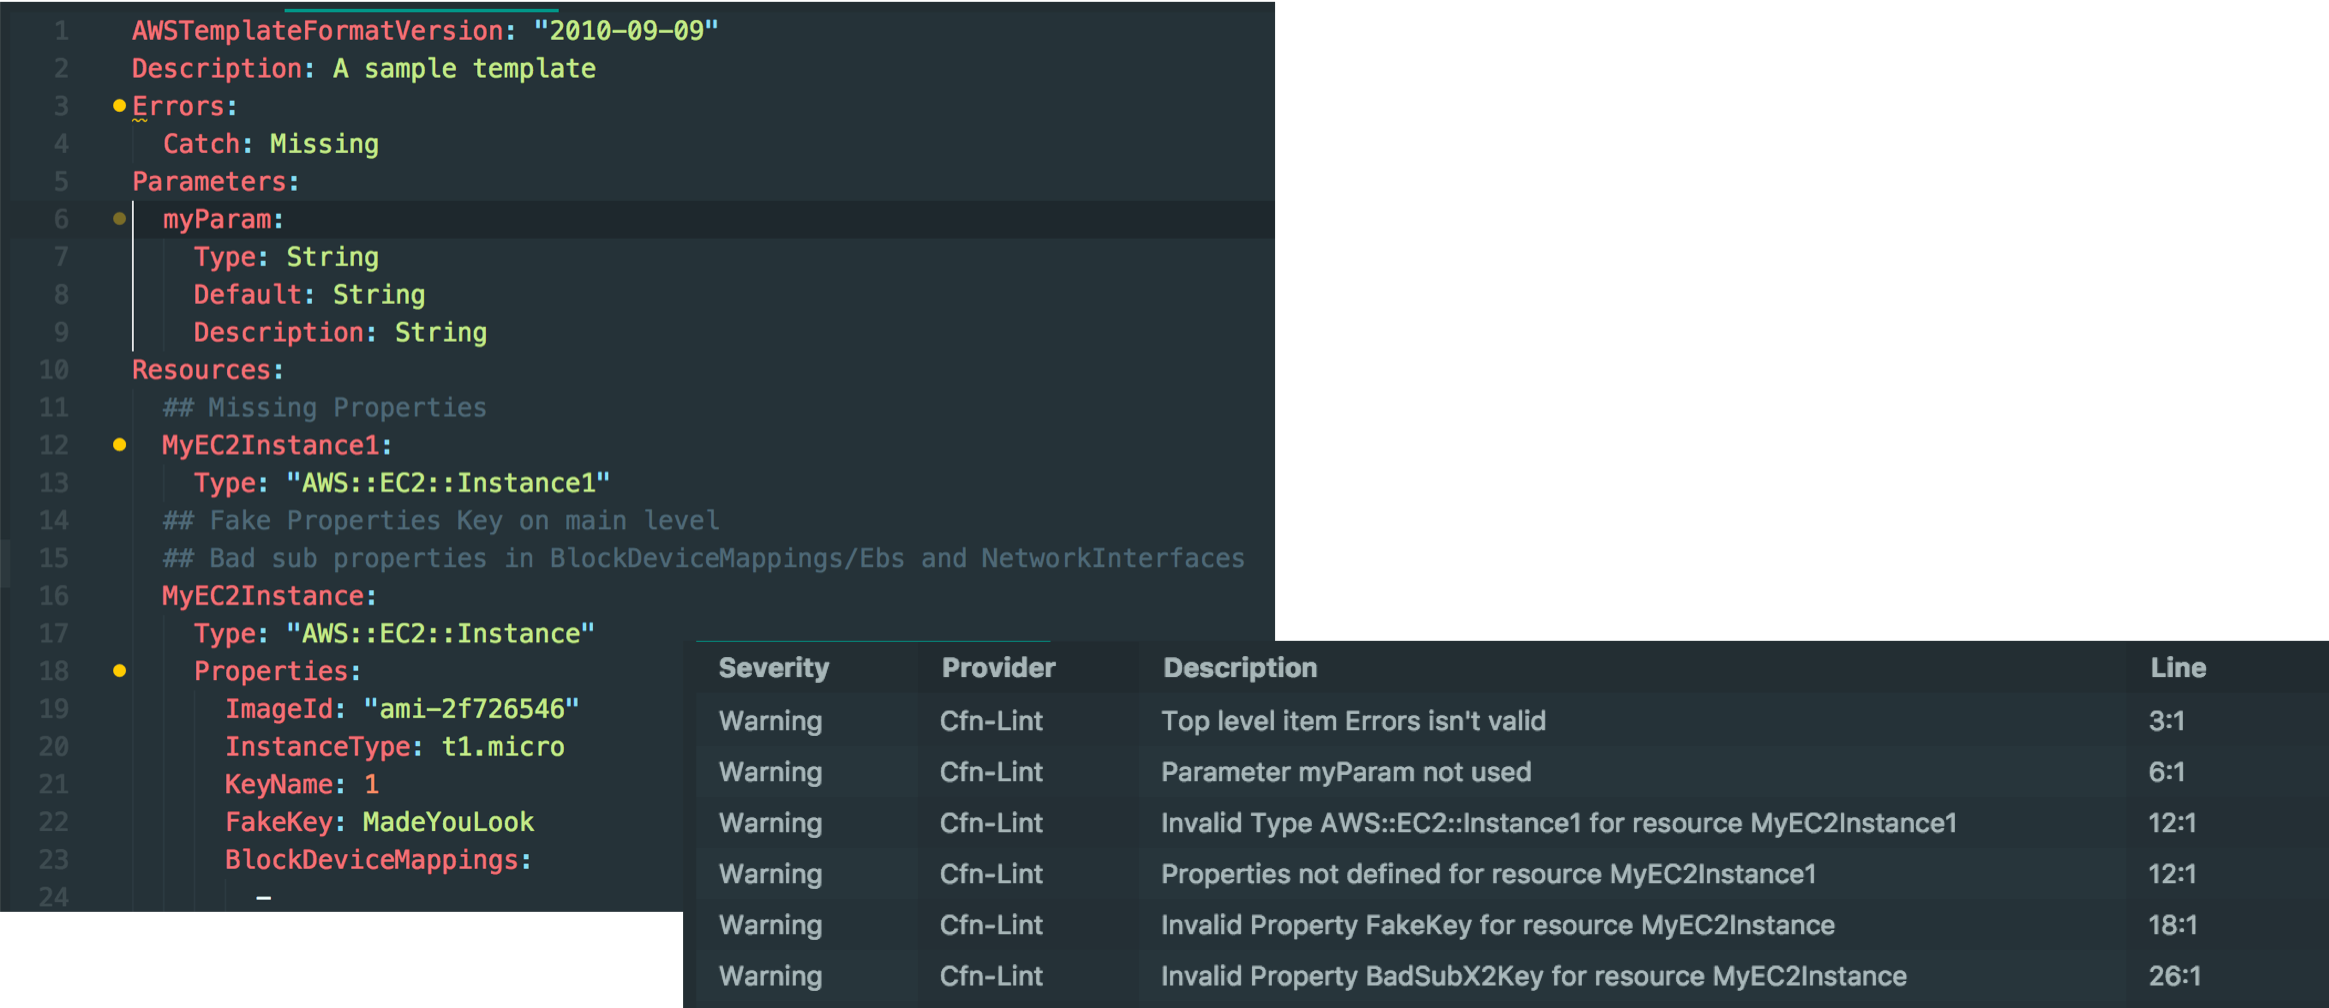 1 AWSTemplateFormatVersion: "2010-09-09"
2 Description: A sample template
3 Errors:
4 Catch: Missing
5 Parameters:
6 myParam:
7 Type: String
8 Default: String
9 Description: String
10 Resources:
11 ## Missing Properties
12 MyEC2Instance1:
13 Type: "AWS::EC2::Instance1"
14 ## Fake Properties Key on main level
15 ## Bad sub properties in BlockDeviceMappings/Ebs and NetworkInterfaces
16 MyEC2Instance:
17 Type: "AWS::EC2::Instance"
18 Properties:
19 ImageId: "ami-2f726546"
20 InstanceType: t1.micro
21 KeyName: 1
22 FakeKey: MadeYouLook
23 BlockDeviceMappings:
24 -
Severity Provider Description Line
Warning Cfn-Lint Top level item Errors isn't valid 3:1
Warning Cfn-Lint Parameter myParam not used 6:1
Warning Cfn-Lint Invalid Type AWS::EC2::Instance1 for resource MyEC2Instance1 12:1
Warning Cfn-Lint Properties not defined for resource MyEC2Instance1 12:1
Warning Cfn-Lint Invalid Property FakeKey for resource MyEC2Instance 18:1
Warning Cfn-Lint Invalid Property BadSubX2Key for resource MyEC2Instance 26:1